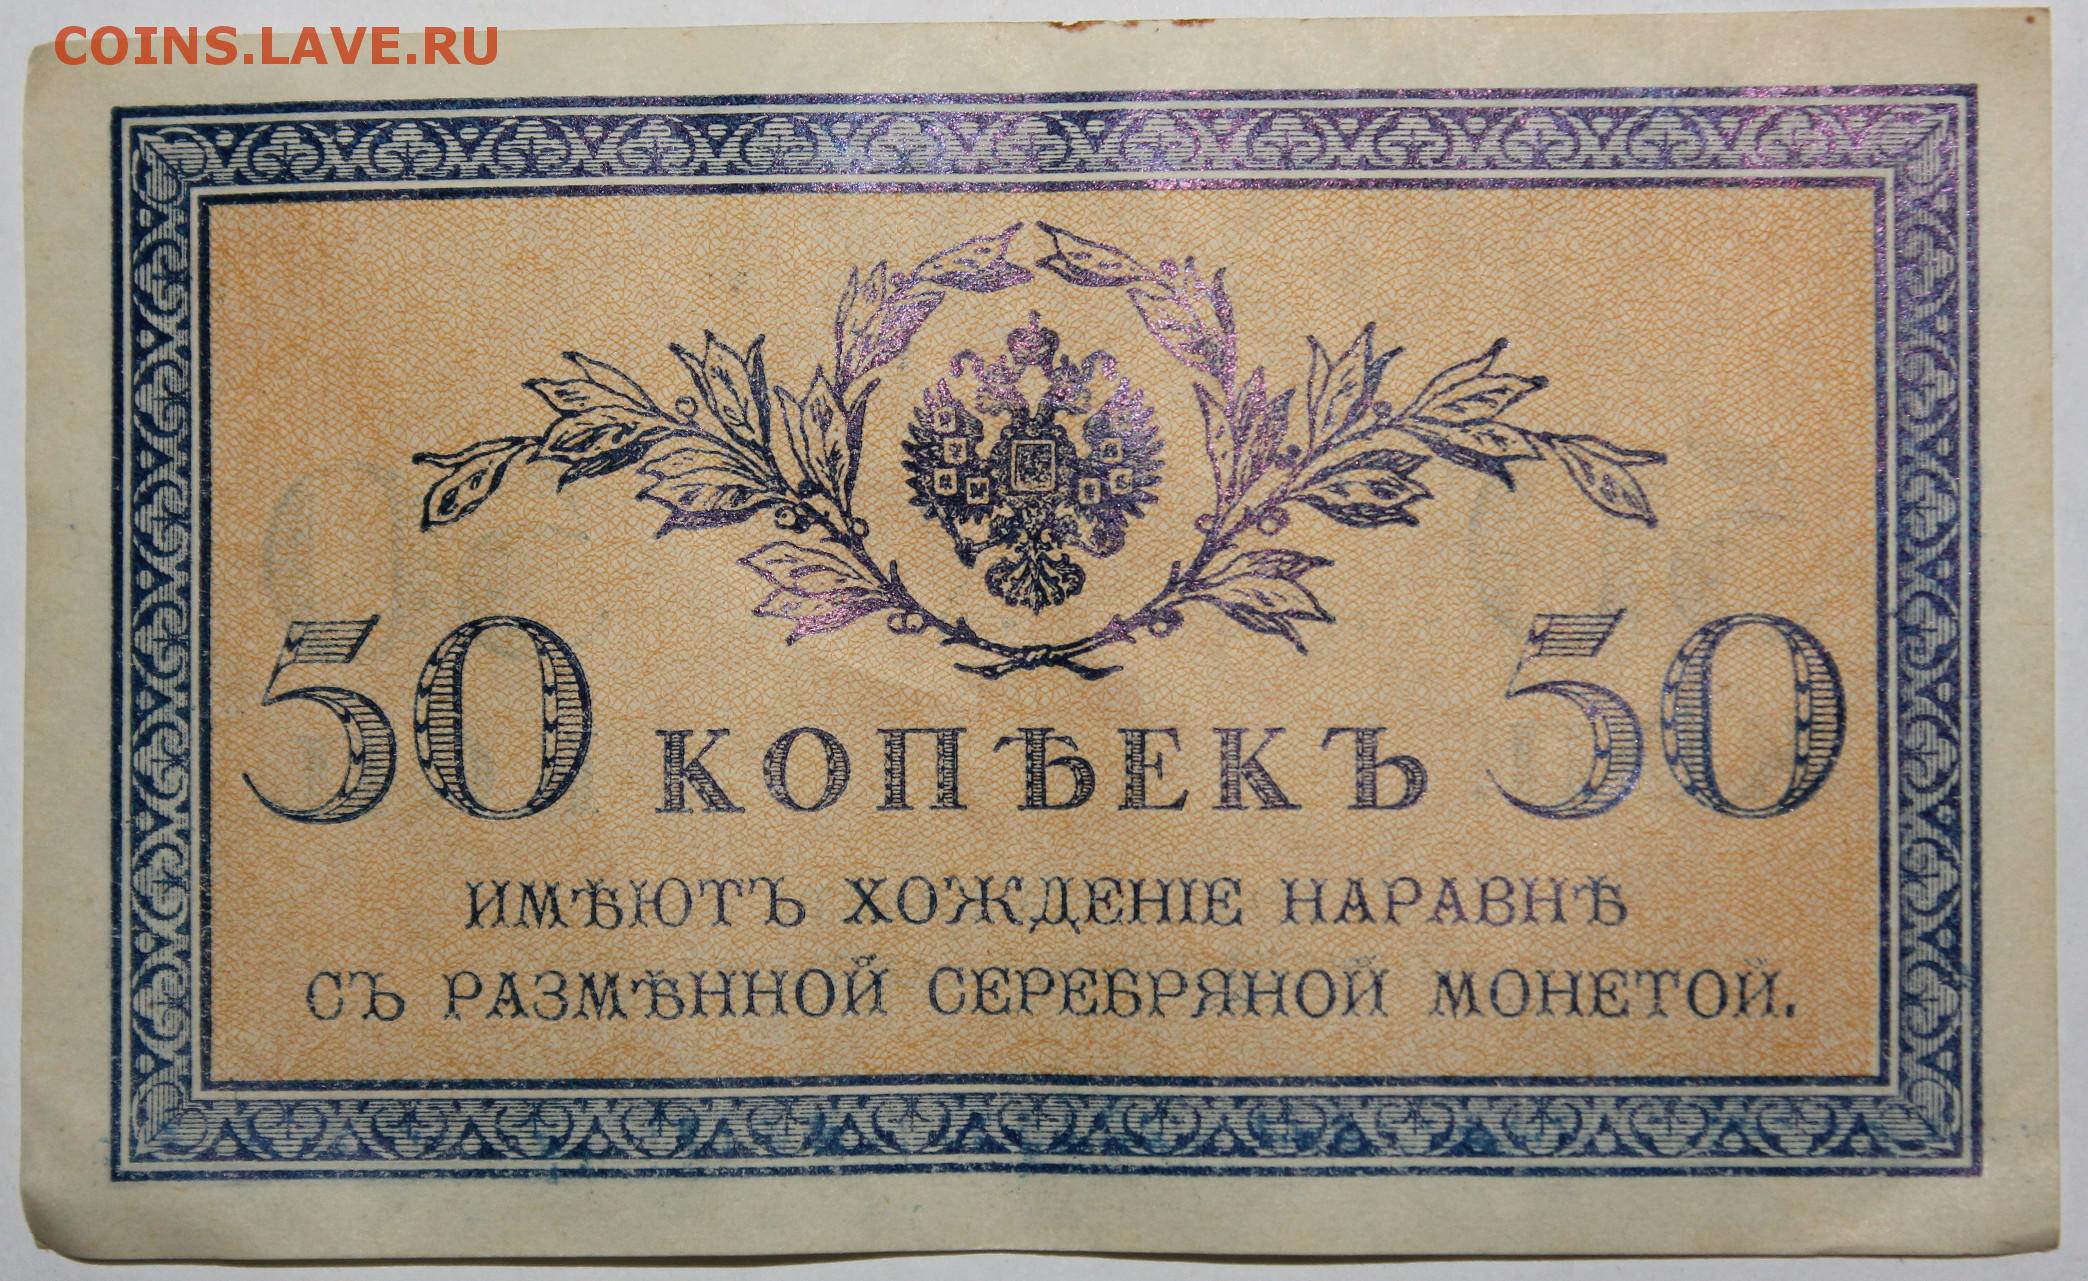 COINS.LAVE.RU
50 КОПѢЕКЪ 50
ИМѢЮТЪ ХОЖДЕНІЕ НАРАВНѢ
СЪ РАЗМѢННОЙ СЕРЕБРЯНОЙ МОНЕТОЙ.